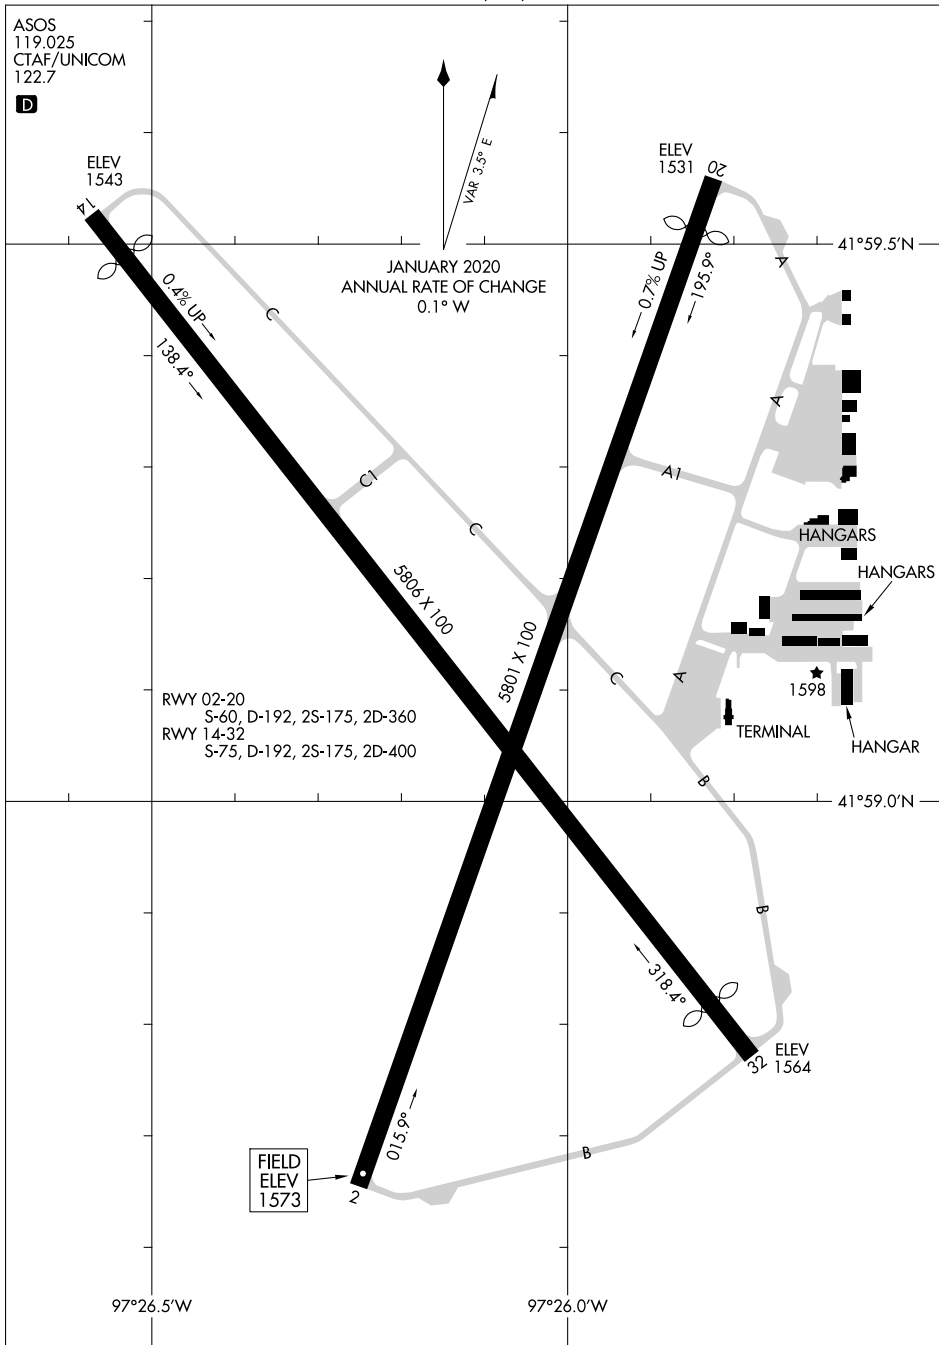 ASOS
119.025
CTAF/UNICOM
122.7
D
VAR 3.5° E
JANUARY 2020
ANNUAL RATE OF CHANGE
0.1° W
ELEV
1543
14
ELEV
1531
20
41°59.5'N
0.4% UP
138.4°
0.7% UP
195.9°
A
C
A
C1
A1
C
HANGARS
HANGARS
5806 X 100
5801 X 100
C
A
1598
TERMINAL
HANGAR
RWY 02-20
S-60, D-192, 2S-175, 2D-360
RWY 14-32
S-75, D-192, 2S-175, 2D-400
B
41°59.0'N
B
318.4°
32
ELEV
1564
015.9°
B
FIELD
ELEV
1573
2
97°26.5'W
97°26.0'W